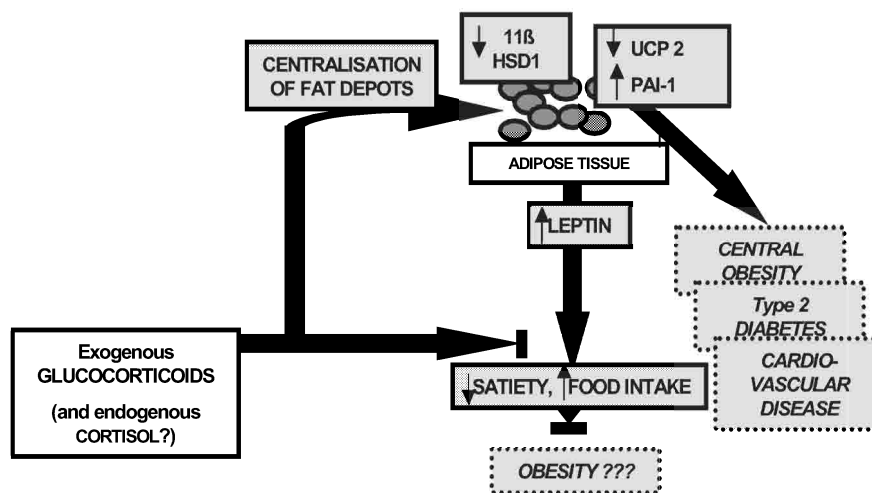 ↓ 11ß
HSD1
↓ UCP 2
↑ PAI-1
CENTRALISATION
OF FAT DEPOTS
ADIPOSE TISSUE
↑LEPTIN
CENTRAL
OBESITY
Type 2
DIABETES
CARDIO-
VASCULAR
DISEASE
Exogenous
GLUCOCORTICOIDS
(and endogenous
CORTISOL?)
↓SATIETY, ↑FOOD INTAKE
OBESITY ???